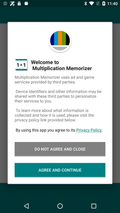 11:40
1×1
Welcome to
Multiplication Memorizer
Multiplication Memorizer uses ad and game
services provided by third parties.
Device identifiers and other information may be
shared with these third parties to personalize
their services to you.
To learn more about what information is
collected and how it is used, please visit the
privacy policy link provided below.
By using this app you agree to its Privacy Policy.
DO NOT AGREE AND CLOSE
AGREE AND CONTINUE